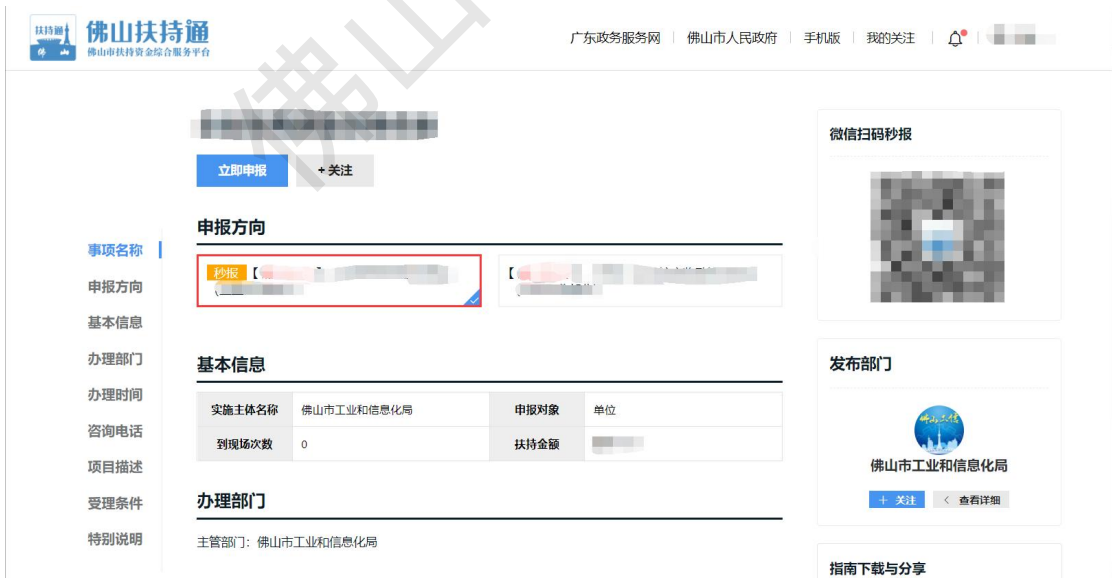 扶持通
佛山
佛山扶持通
佛山市扶持资金综合服务平台
广东政务服务网
佛山市人民政府
手机版
我的关注
佛山
立即申报
+ 关注
事项名称
申报方向
基本信息
办理部门
办理时间
咨询电话
项目描述
受理条件
特别说明
申报方向
秒报 【
【
基本信息
实施主体名称 佛山市工业和信息化局 申报对象 单位
到现场次数 0 扶持金额
办理部门
主管部门：佛山市工业和信息化局
微信扫码秒报
发布部门
佛山工信
佛山市工业和信息化局
+ 关注
< 查看详细
指南下载与分享